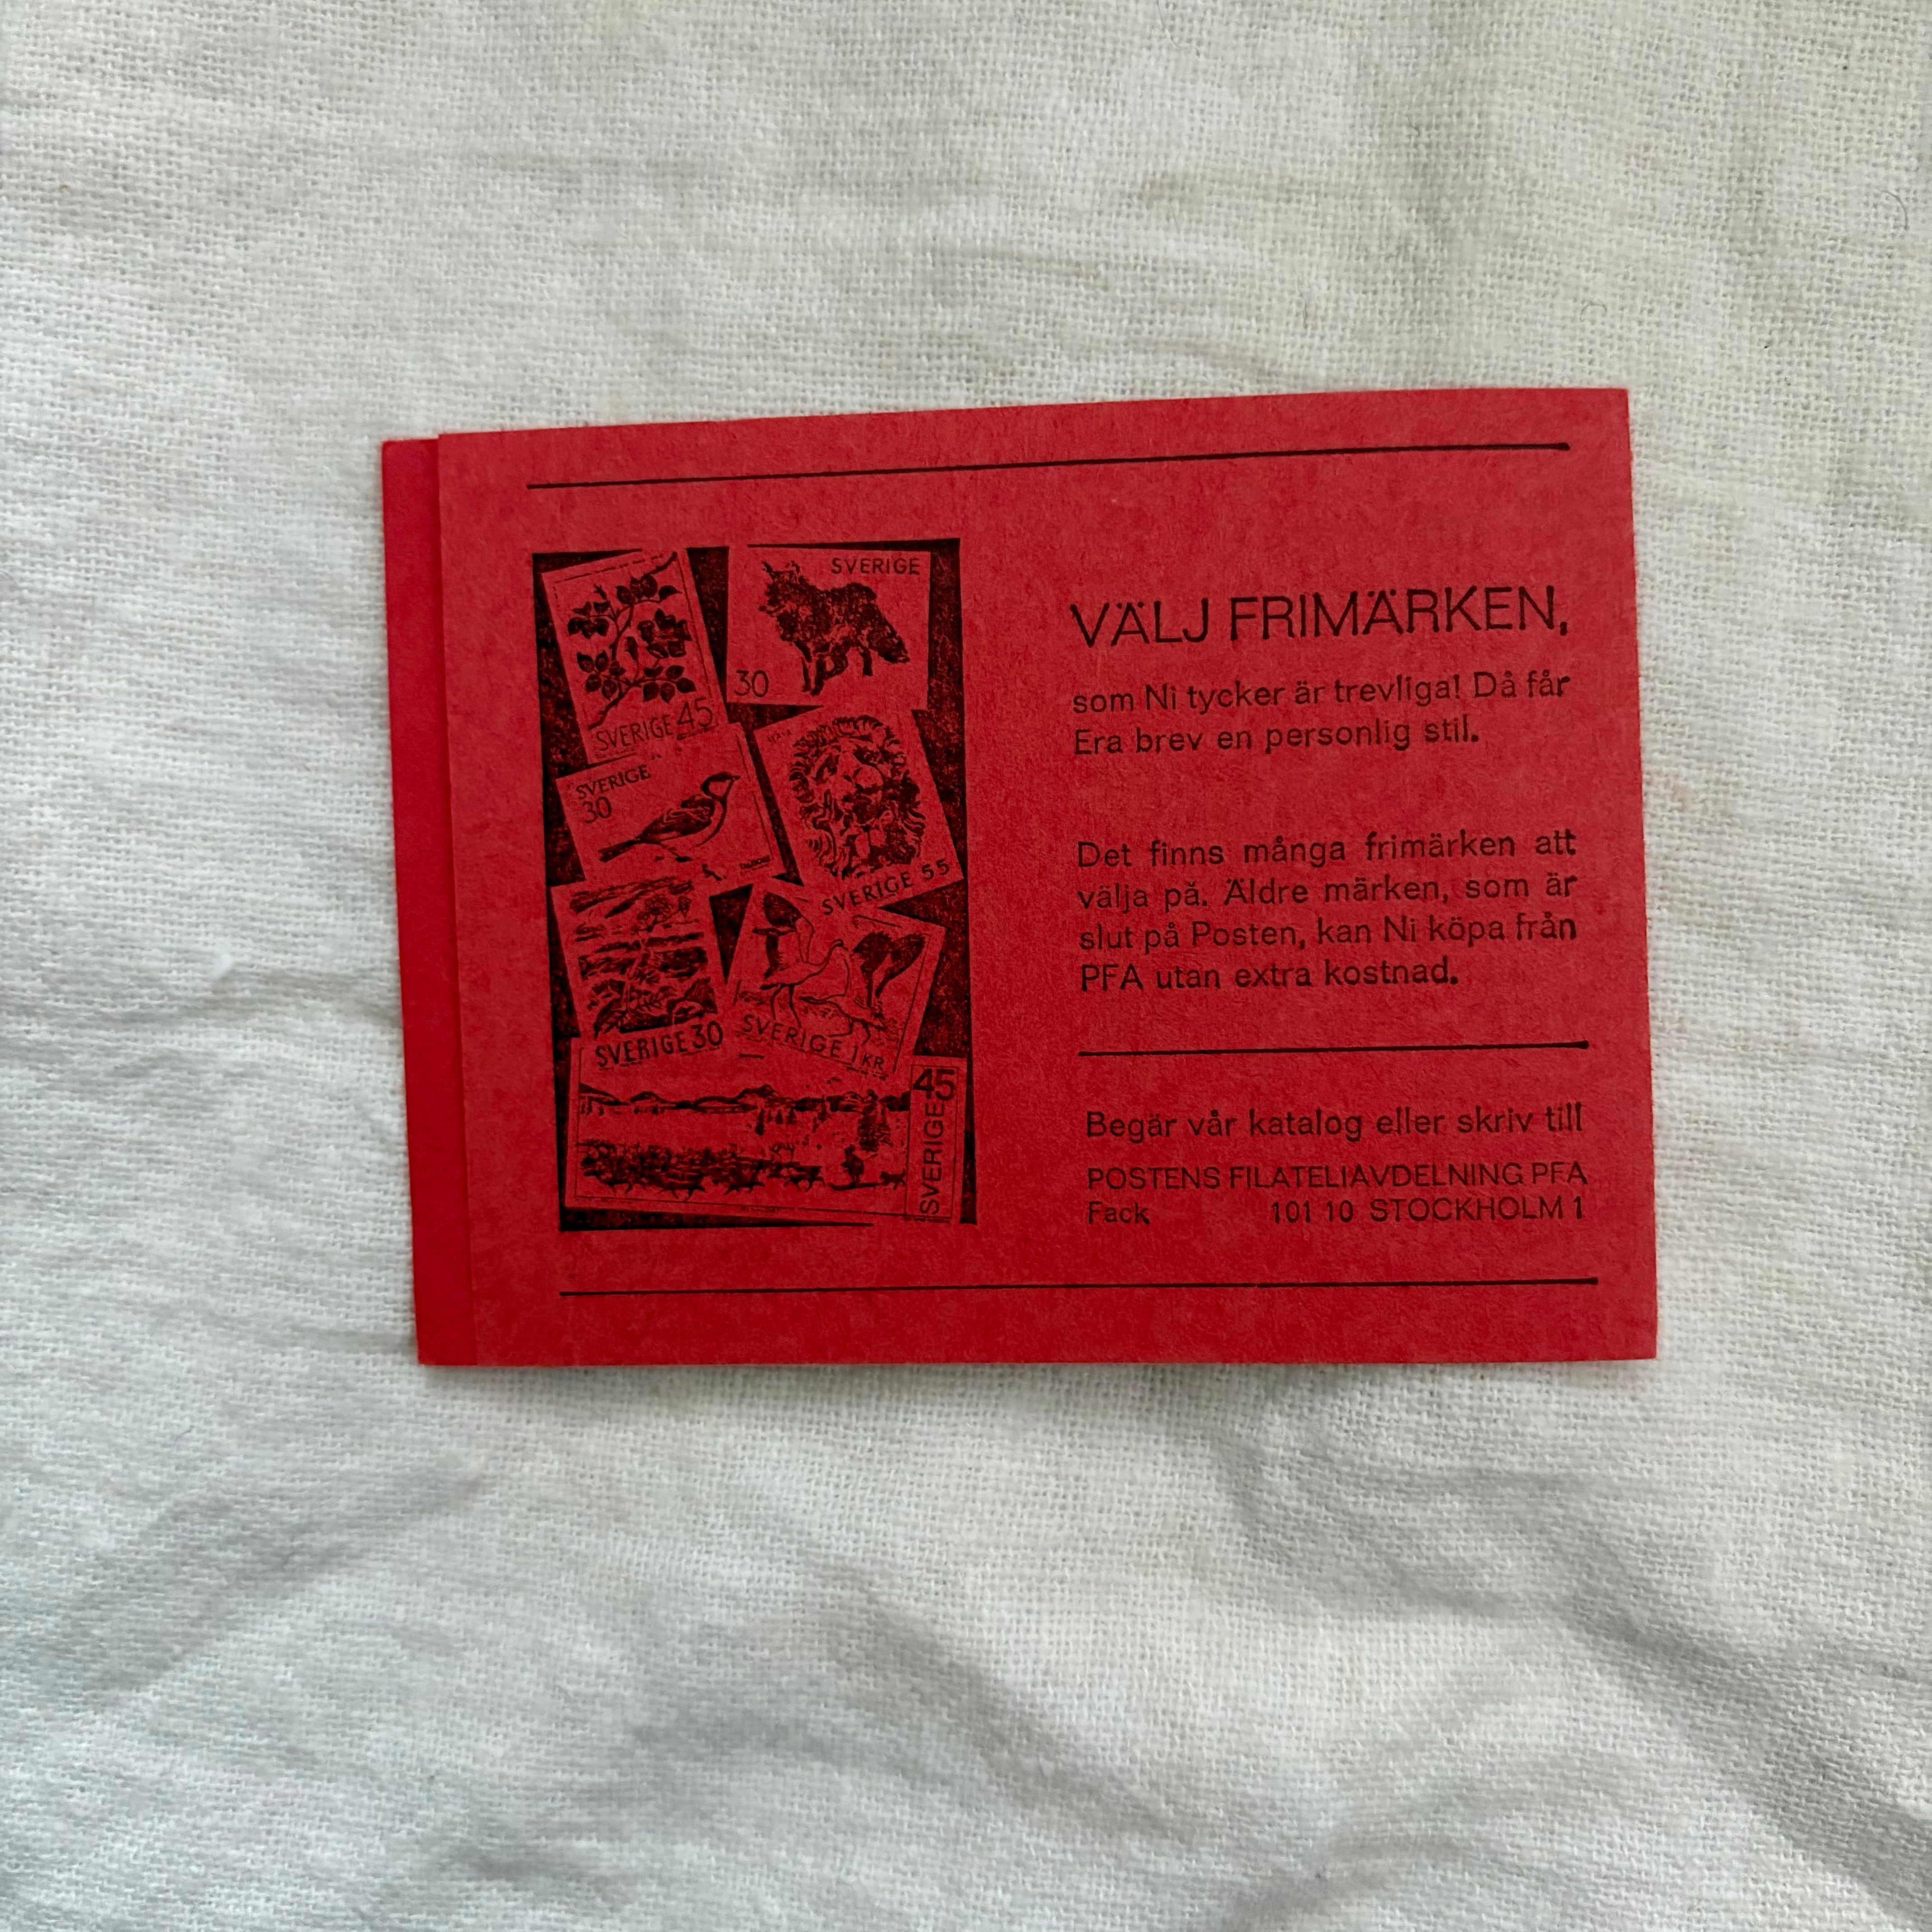 SVERIGE 45
SVERIGE
30
SVERIGE
30
SVERIGE 55
SVERIGE 30
SVERIGE 1 KR
SVERIGE 45
VÄLJ FRIMÄRKEN,
som Ni tycker är trevliga! Då får
Era brev en personlig stil.
Det finns många frimärken att
välja på. Äldre märken, som är
slut på Posten, kan Ni köpa från
PFA utan extra kostnad.
Begär vår katalog eller skriv till
POSTENS FILATELIAVDELNING PFA
Fack 101 10 STOCKHOLM 1